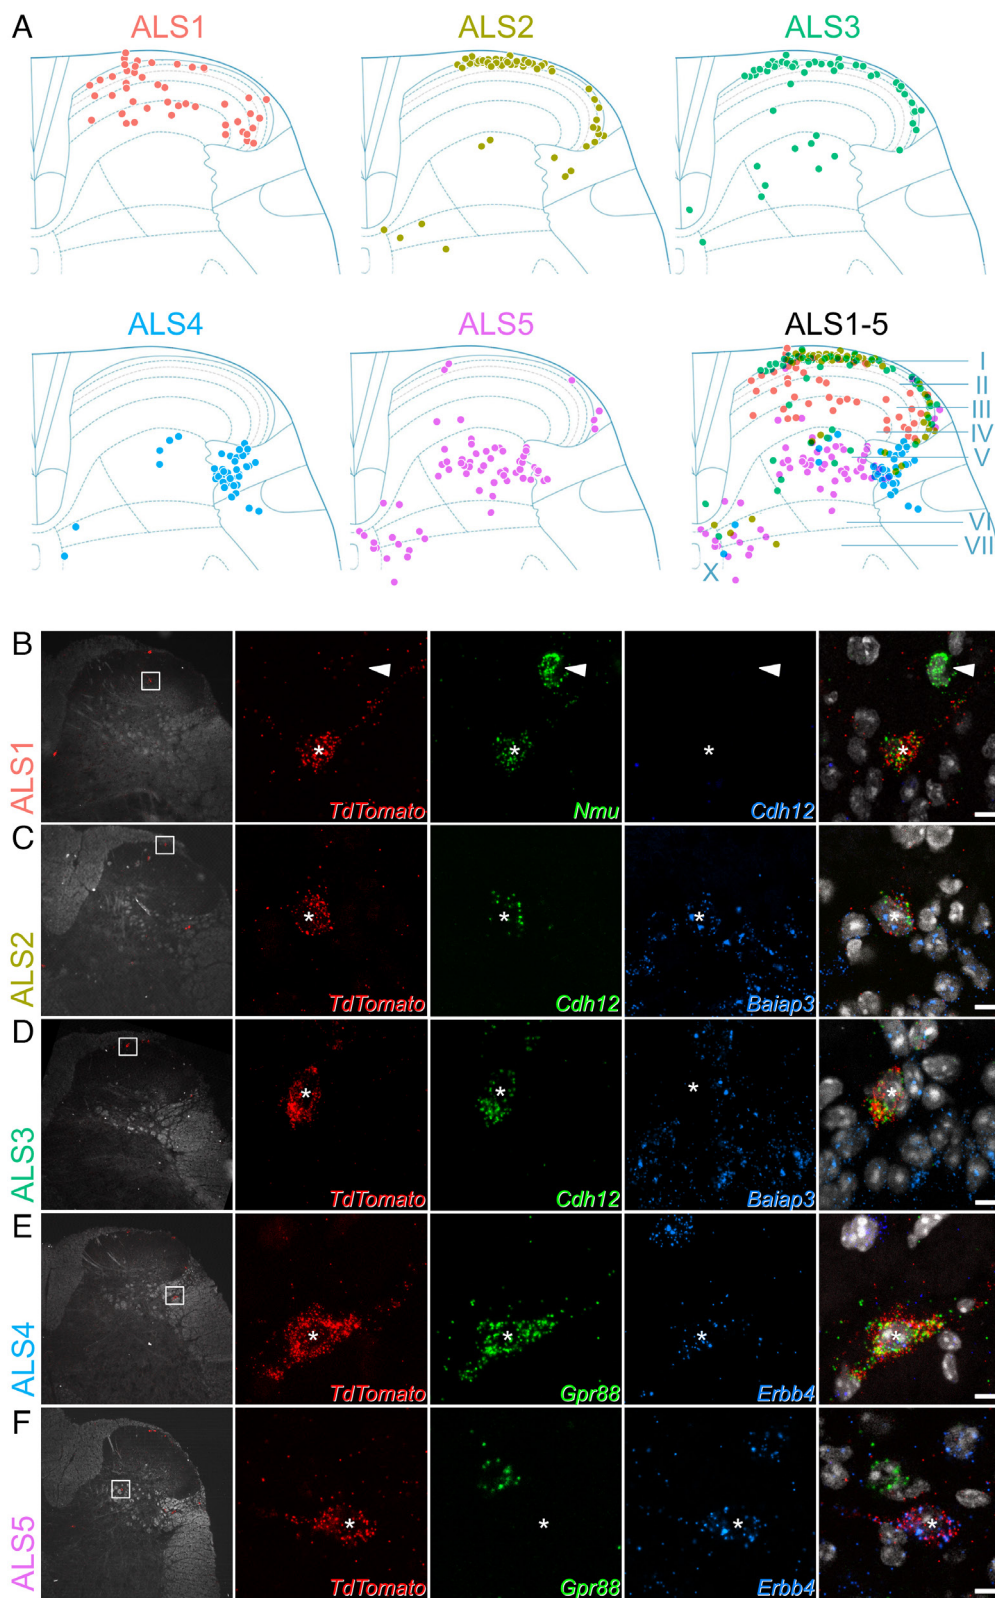 A
ALS1
ALS2
ALS3
ALS4
ALS5
ALS1-5
I
II
III
IV
V
VI
VII
X
B
ALS1
*
*
*
*
TdTomato
Nmu
Cdh12
C
ALS2
*
*
*
*
TdTomato
Cdh12
Baiap3
D
ALS3
*
*
*
*
TdTomato
Cdh12
Baiap3
E
ALS4
*
*
*
*
TdTomato
Gpr88
Erbb4
F
ALS5
*
*
*
*
TdTomato
Gpr88
Erbb4